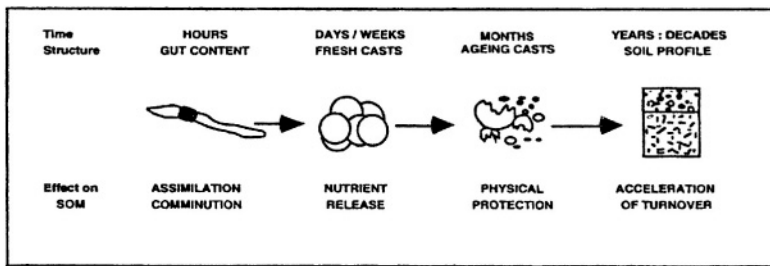 Time HOURS DAYS / WEEKS MONTHS YEARS : DECADES
Structure GUT CONTENT FRESH CASTS AGEING CASTS SOIL PROFILE
Effect on ASSIMILATION NUTRIENT PHYSICAL ACCELERATION
SOM COMMINUTION RELEASE PROTECTION OF TURNOVER